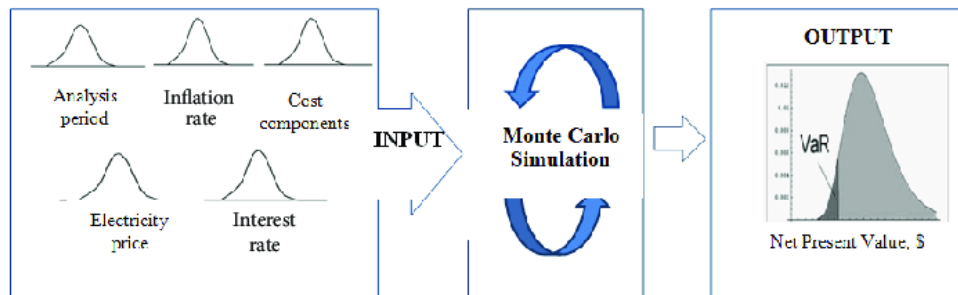 Analysis
period
Inflation
rate
Cost
components
Electricity
price
Interest
rate
INPUT
Monte Carlo
Simulation
OUTPUT
VaR
Net Present Value, $